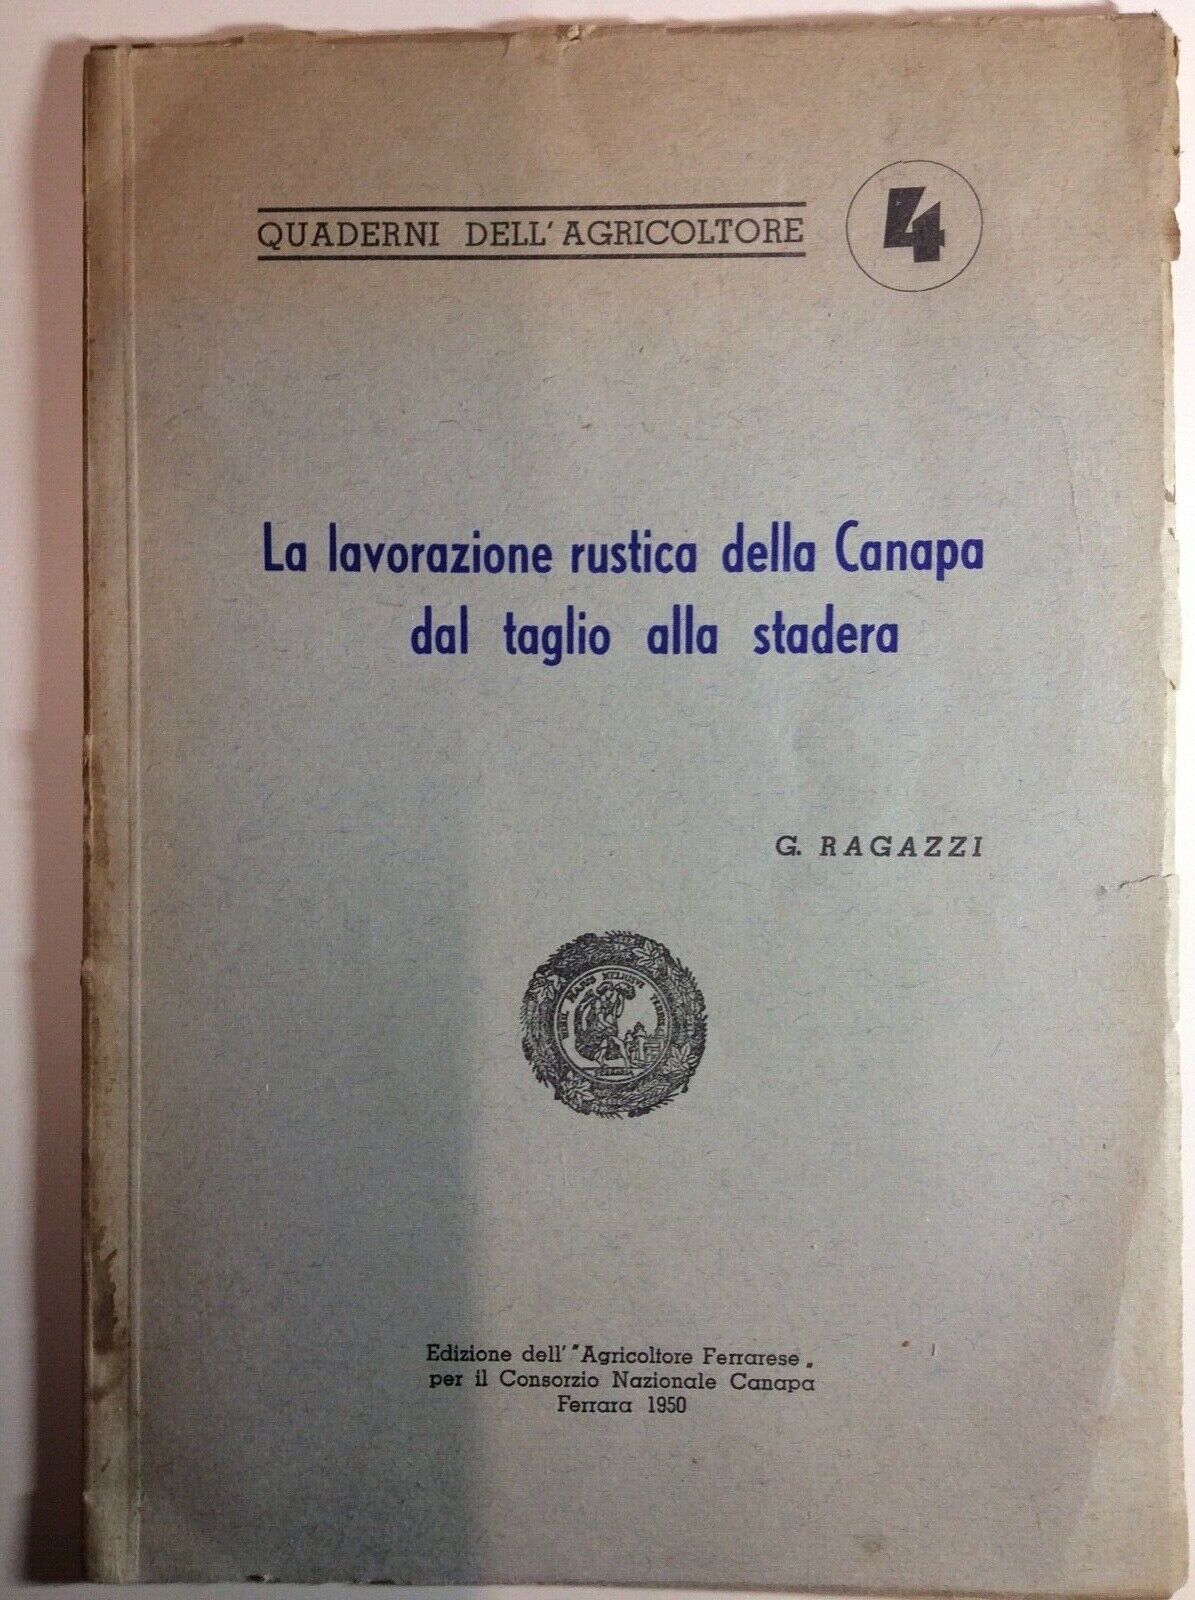 QUADERNI DELL'AGRICOLTORE
4
La lavorazione rustica della Canapa
dal taglio alla stadera
G. RAGAZZI
Edizione dell' "Agricoltore Ferrarese„
per il Consorzio Nazionale Canapa
Ferrara 1950